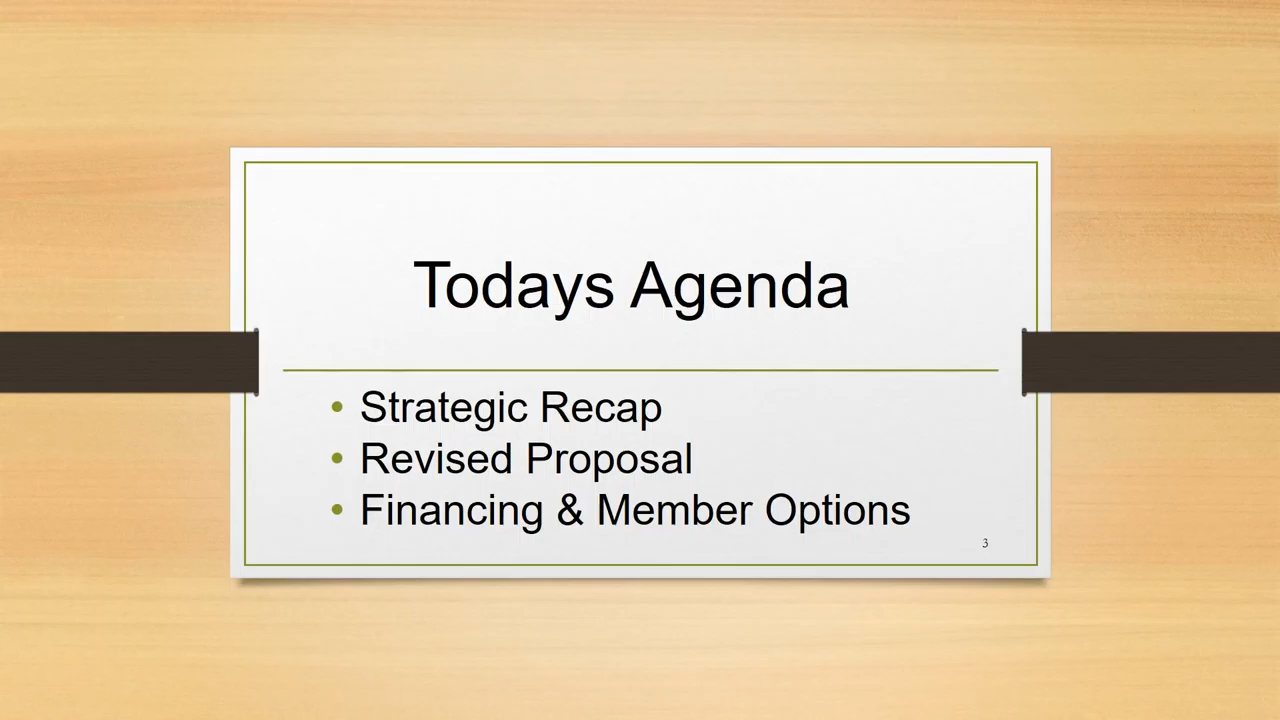 Todays Agenda
• Strategic Recap
• Revised Proposal
• Financing & Member Options
3